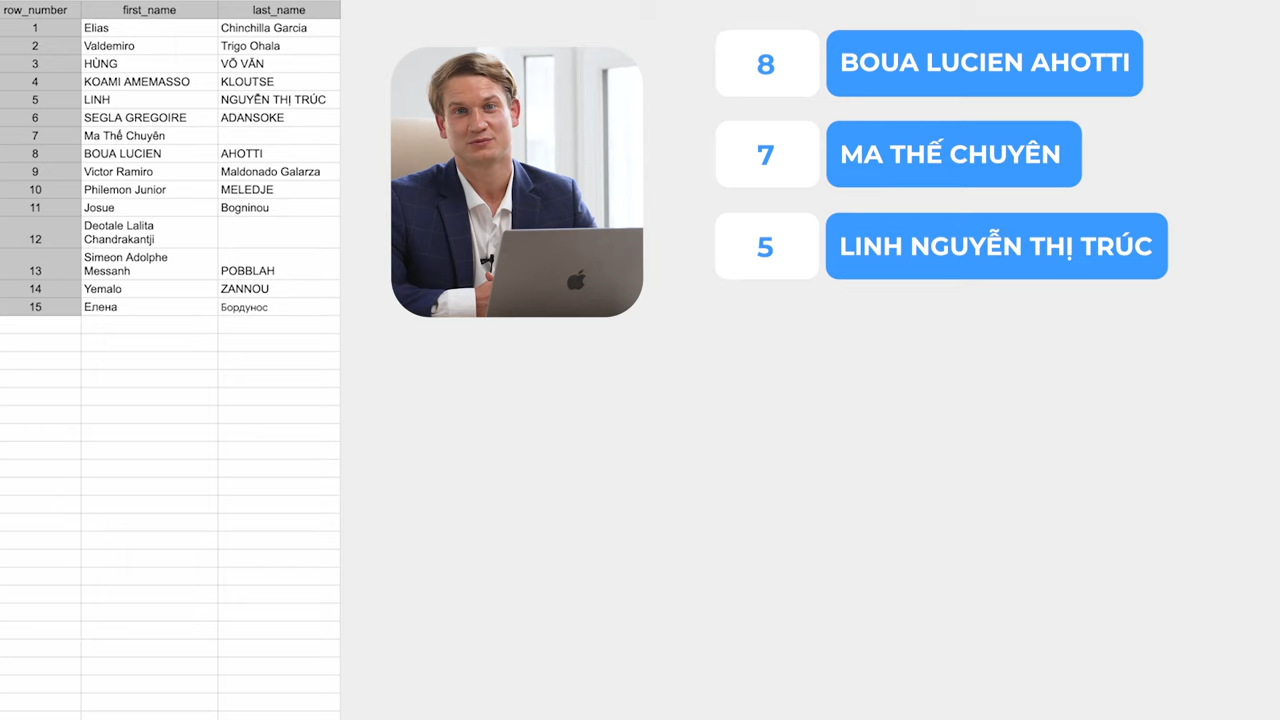 row_number first_name last_name
1 Elias Chinchilla Garcia
2 Valdemiro Trigo Ohala
3 HÙNG VÕ VĂN
4 KOAMI AMEMASSO KLOUTSE
5 LINH NGUYỄN THỊ TRÚC
6 SEGLA GREGOIRE ADANSOKE
7 Ma Thế Chuyên
8 BOUA LUCIEN AHOTTI
9 Victor Ramiro Maldonado Galarza
10 Philemon Junior MELEDJE
11 Josue Bogninou
Deotale Lalita
12 Chandrakantji
Simeon Adolphe
13 Messanh POBBLAH
14 Yemalo ZANNOU
15 Елена Бордунос
8 BOUA LUCIEN AHOTTI
7 MA THẾ CHUYÊN
5 LINH NGUYỄN THỊ TRÚC